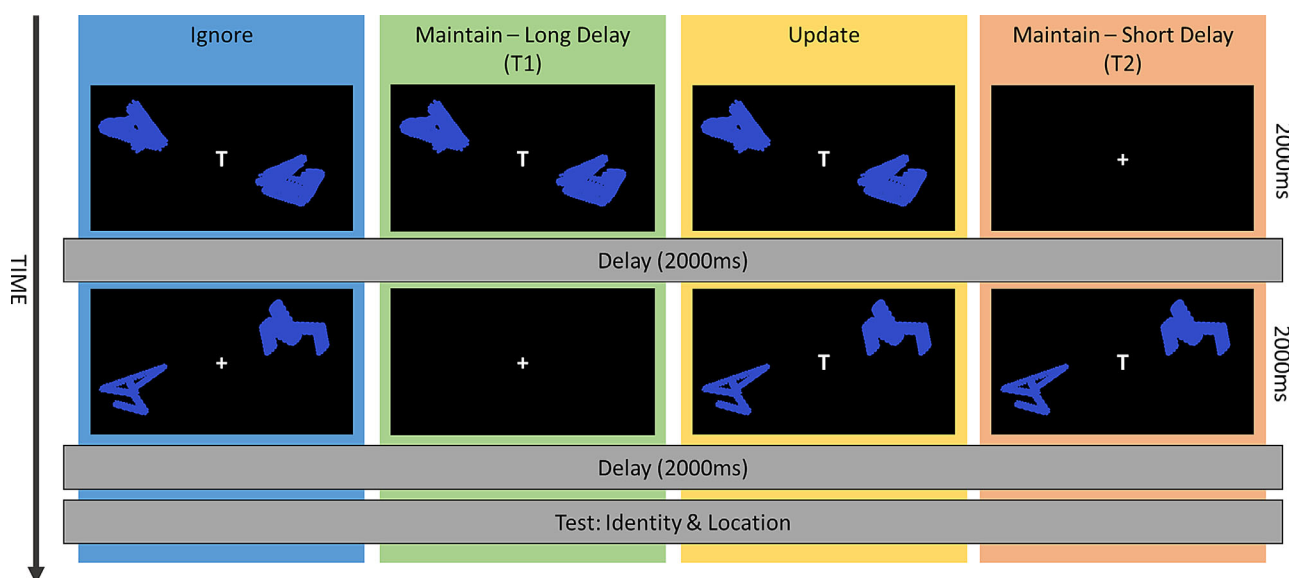 Ignore
Maintain – Long Delay
(T1)
Update
Maintain – Short Delay
(T2)
T
T
T
+
2000ms
Delay (2000ms)
TIME
+
+
T
T
2000ms
Delay (2000ms)
Test: Identity & Location